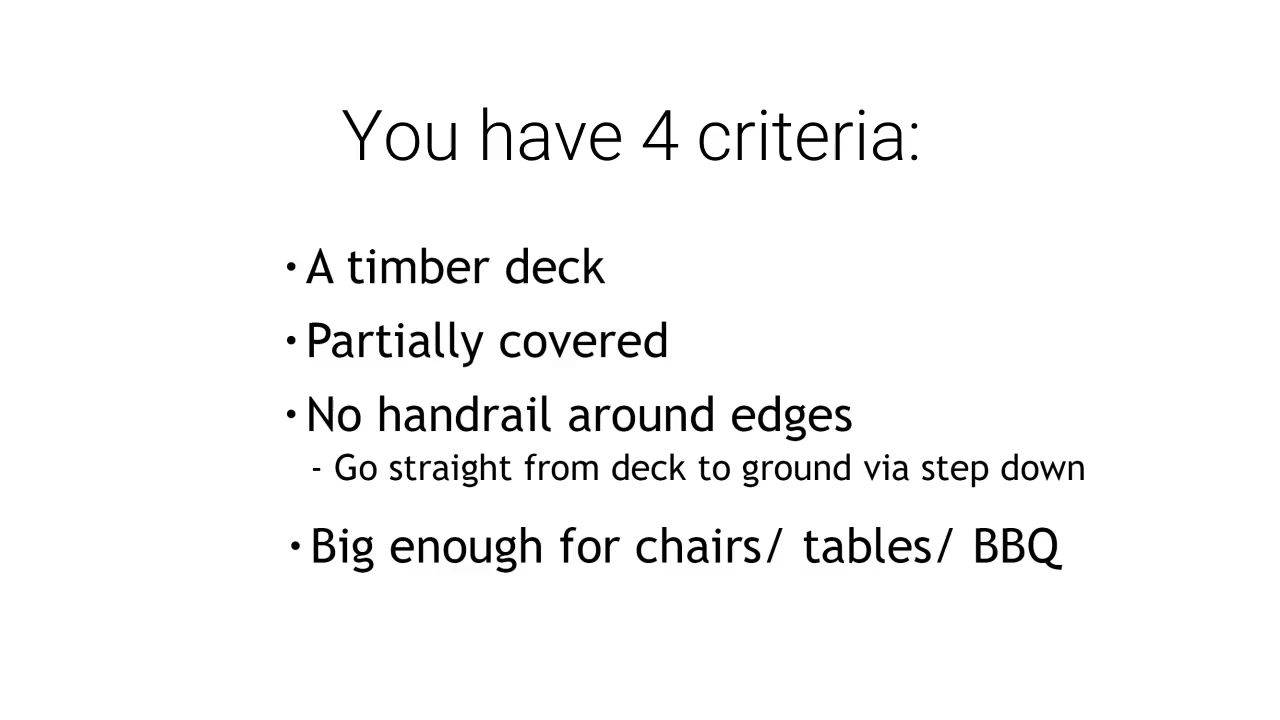 You have 4 criteria:
• A timber deck
• Partially covered
• No handrail around edges
- Go straight from deck to ground via step down
• Big enough for chairs/ tables/ BBQ